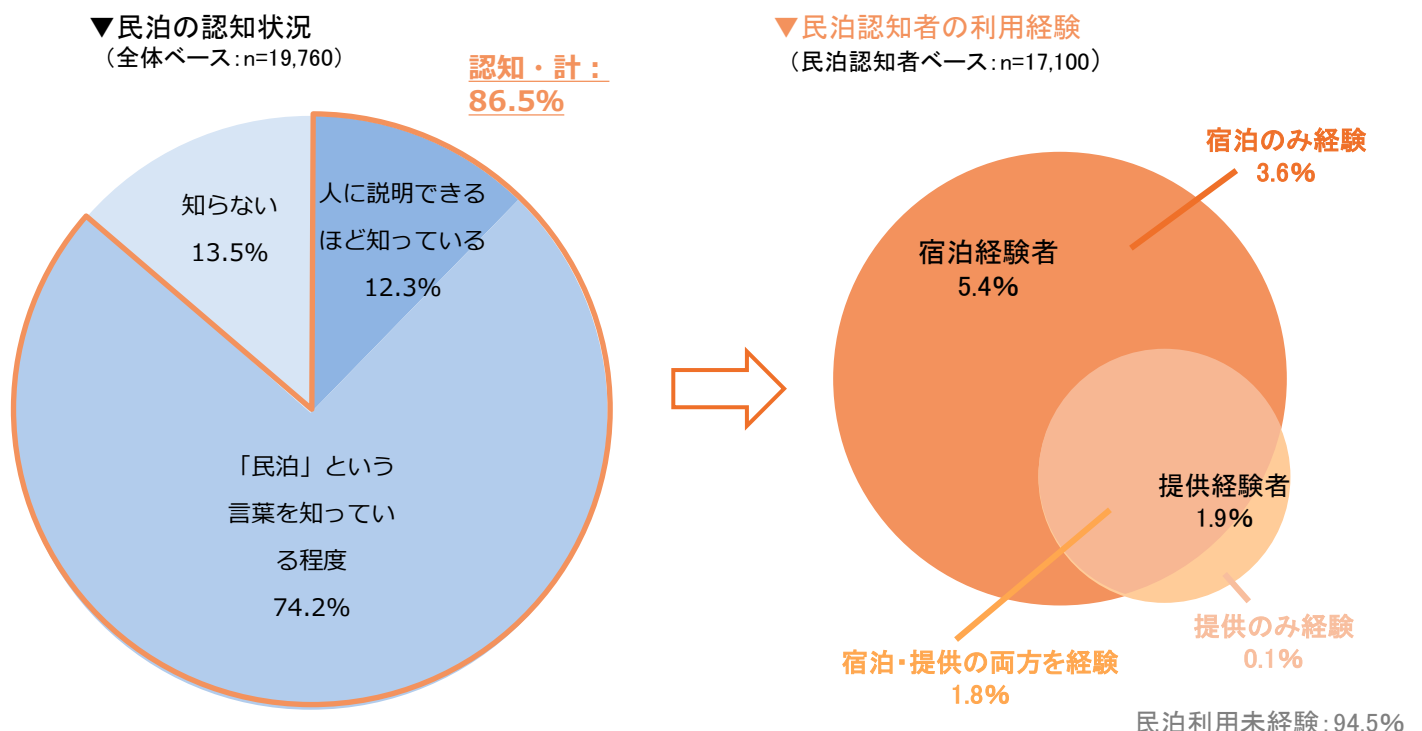 ▼民泊の認知状況
（全体ベース：n=19,760）
認知・計：
86.5%
知らない
13.5%
人に説明できる
ほど知っている
12.3%
「民泊」という
言葉を知ってい
る程度
74.2%
▼民泊認知者の利用経験
（民泊認知者ベース：n=17,100）
宿泊のみ経験
3.6%
宿泊経験者
5.4%
提供経験者
1.9%
提供のみ経験
0.1%
宿泊・提供の両方を経験
1.8%
民泊利用未経験：94.5%